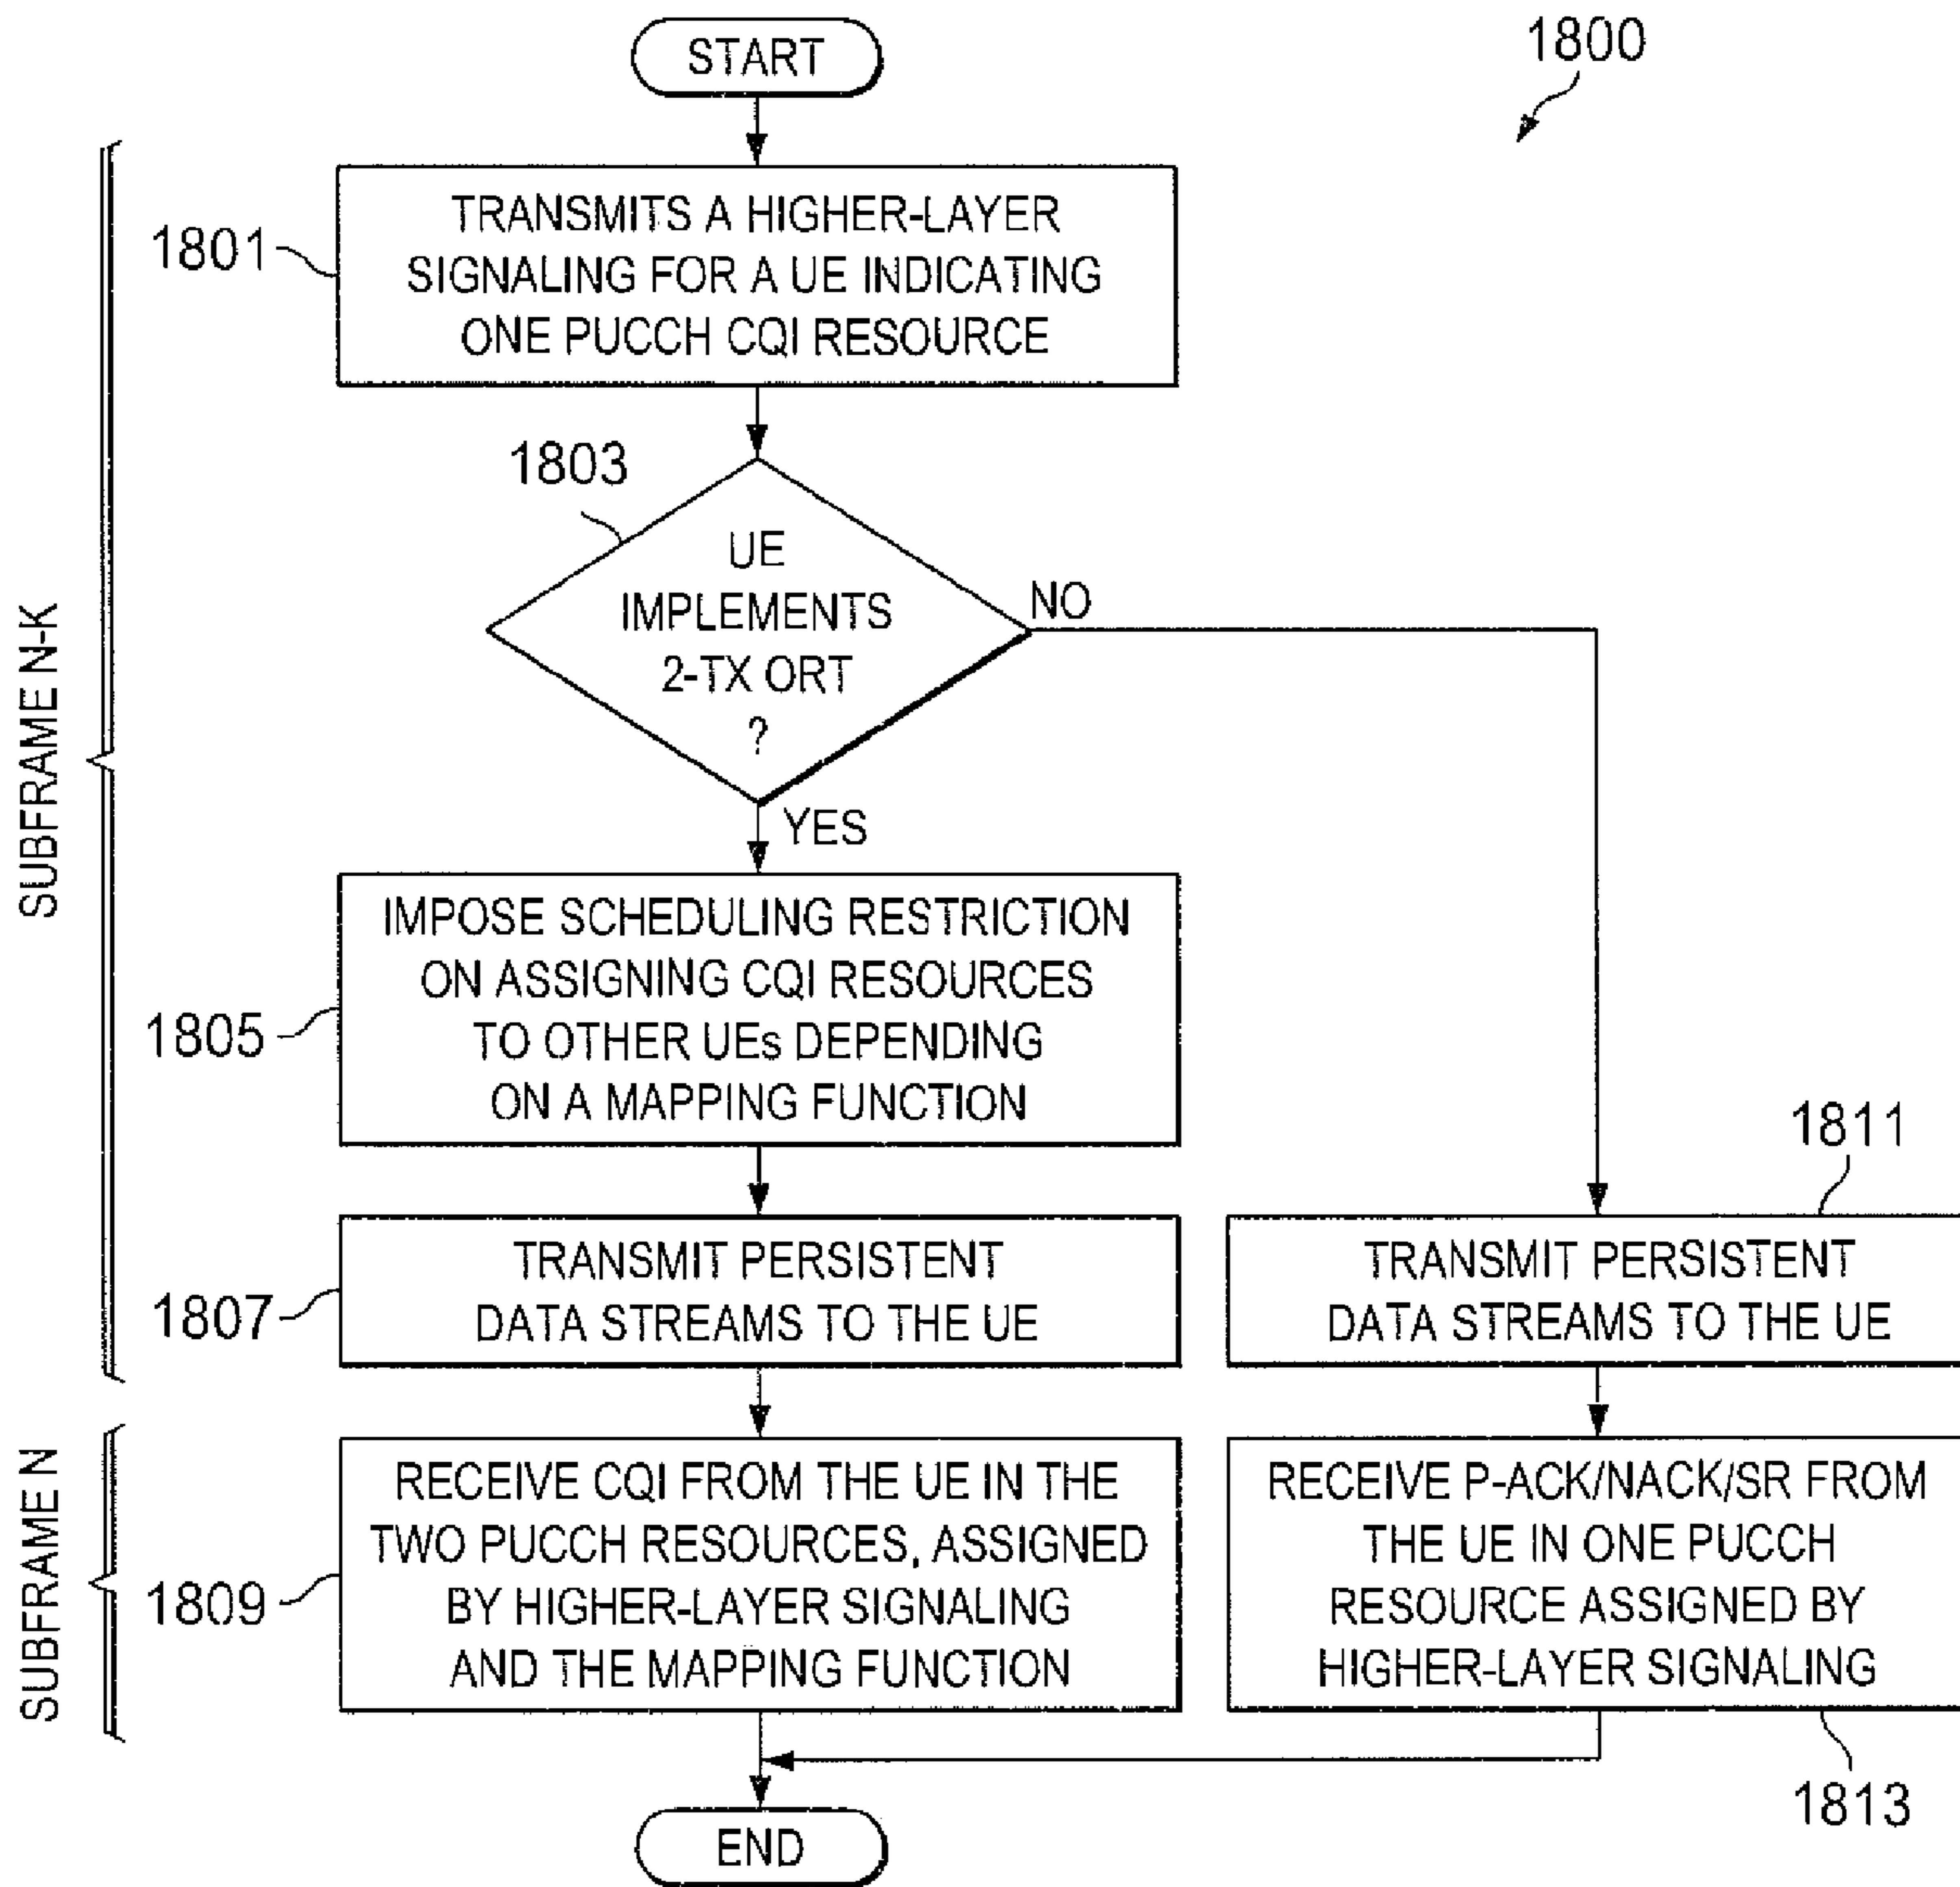 START
1800
1801
TRANSMITS A HIGHER-LAYER
SIGNALING FOR A UE INDICATING
ONE PUCCH CQI RESOURCE
1803
UE
IMPLEMENTS
2-TX ORT
?
NO
YES
SUBFRAME N-K
1805
IMPOSE SCHEDULING RESTRICTION
ON ASSIGNING CQI RESOURCES
TO OTHER UEs DEPENDING
ON A MAPPING FUNCTION
1811
1807
TRANSMIT PERSISTENT
DATA STREAMS TO THE UE
TRANSMIT PERSISTENT
DATA STREAMS TO THE UE
SUBFRAME N
1809
RECEIVE CQI FROM THE UE IN THE
TWO PUCCH RESOURCES, ASSIGNED
BY HIGHER-LAYER SIGNALING
AND THE MAPPING FUNCTION
RECEIVE P-ACK/NACK/SR FROM
THE UE IN ONE PUCCH
RESOURCE ASSIGNED BY
HIGHER-LAYER SIGNALING
1813
END